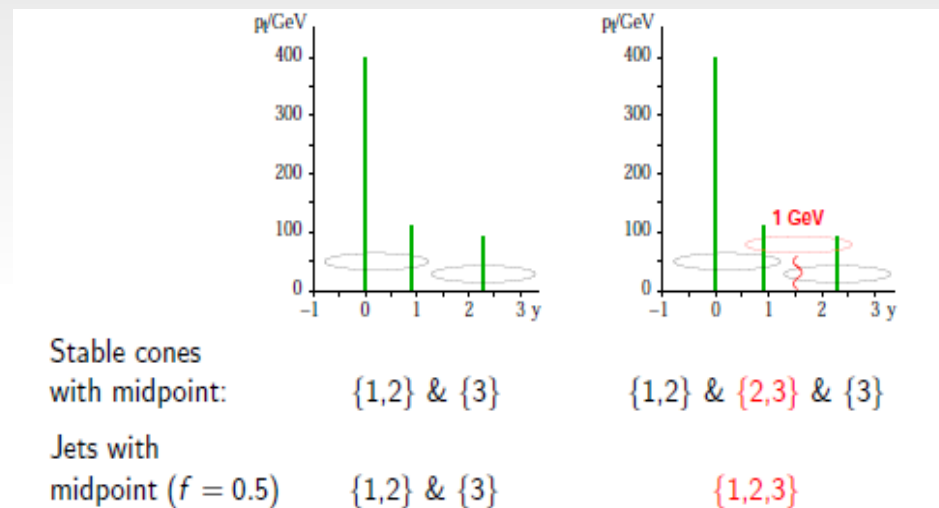 pt/GeV pt/GeV
400 400
300 300
200 200
100 100
1 GeV
0 0
−1 0 1 2 3 y −1 0 1 2 3 y
Stable cones
with midpoint: {1,2} & {3} {1,2} & {2,3} & {3}
Jets with
midpoint (f = 0.5) {1,2} & {3} {1,2,3}